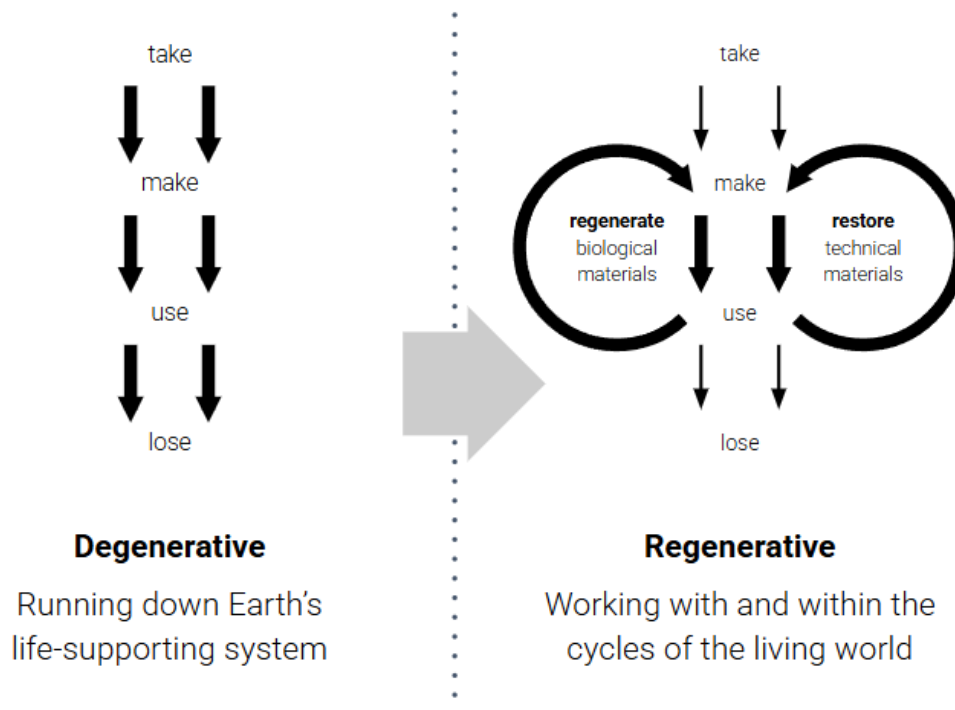 take
make
use
lose
Degenerative
Running down Earth's
life-supporting system
take
make
regenerate
biological
materials
restore
technical
materials
use
lose
Regenerative
Working with and within the
cycles of the living world